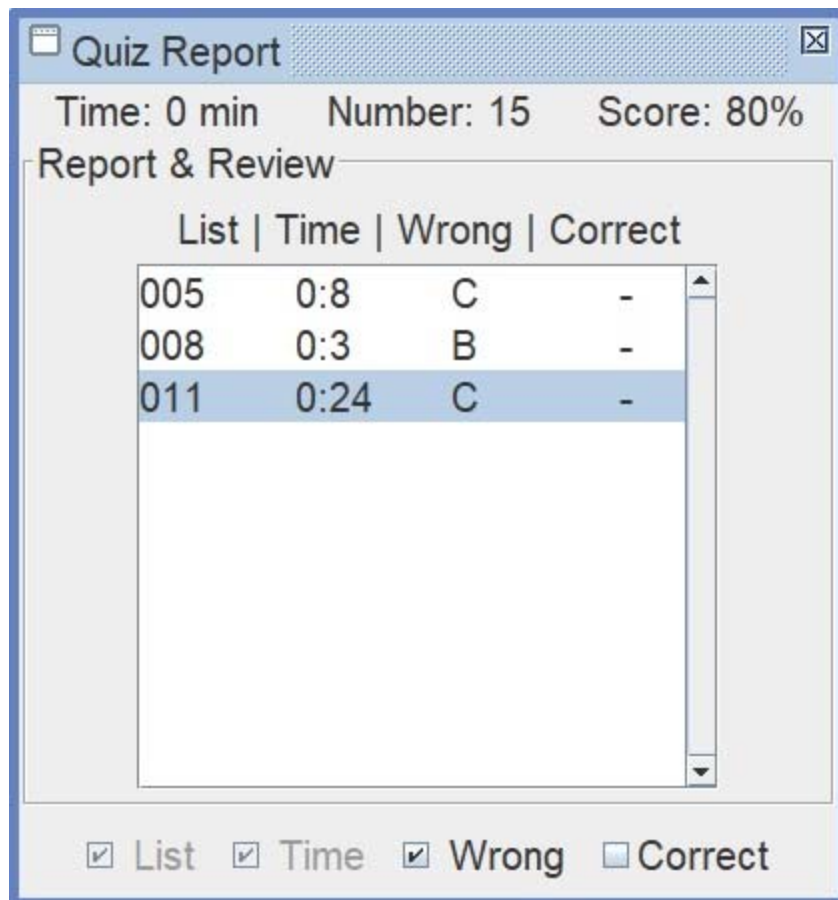 Quiz Report
Time: 0 min Number: 15 Score: 80%
Report & Review
List | Time | Wrong | Correct
005 0:8 C -
008 0:3 B -
011 0:24 C -
List Time Wrong Correct